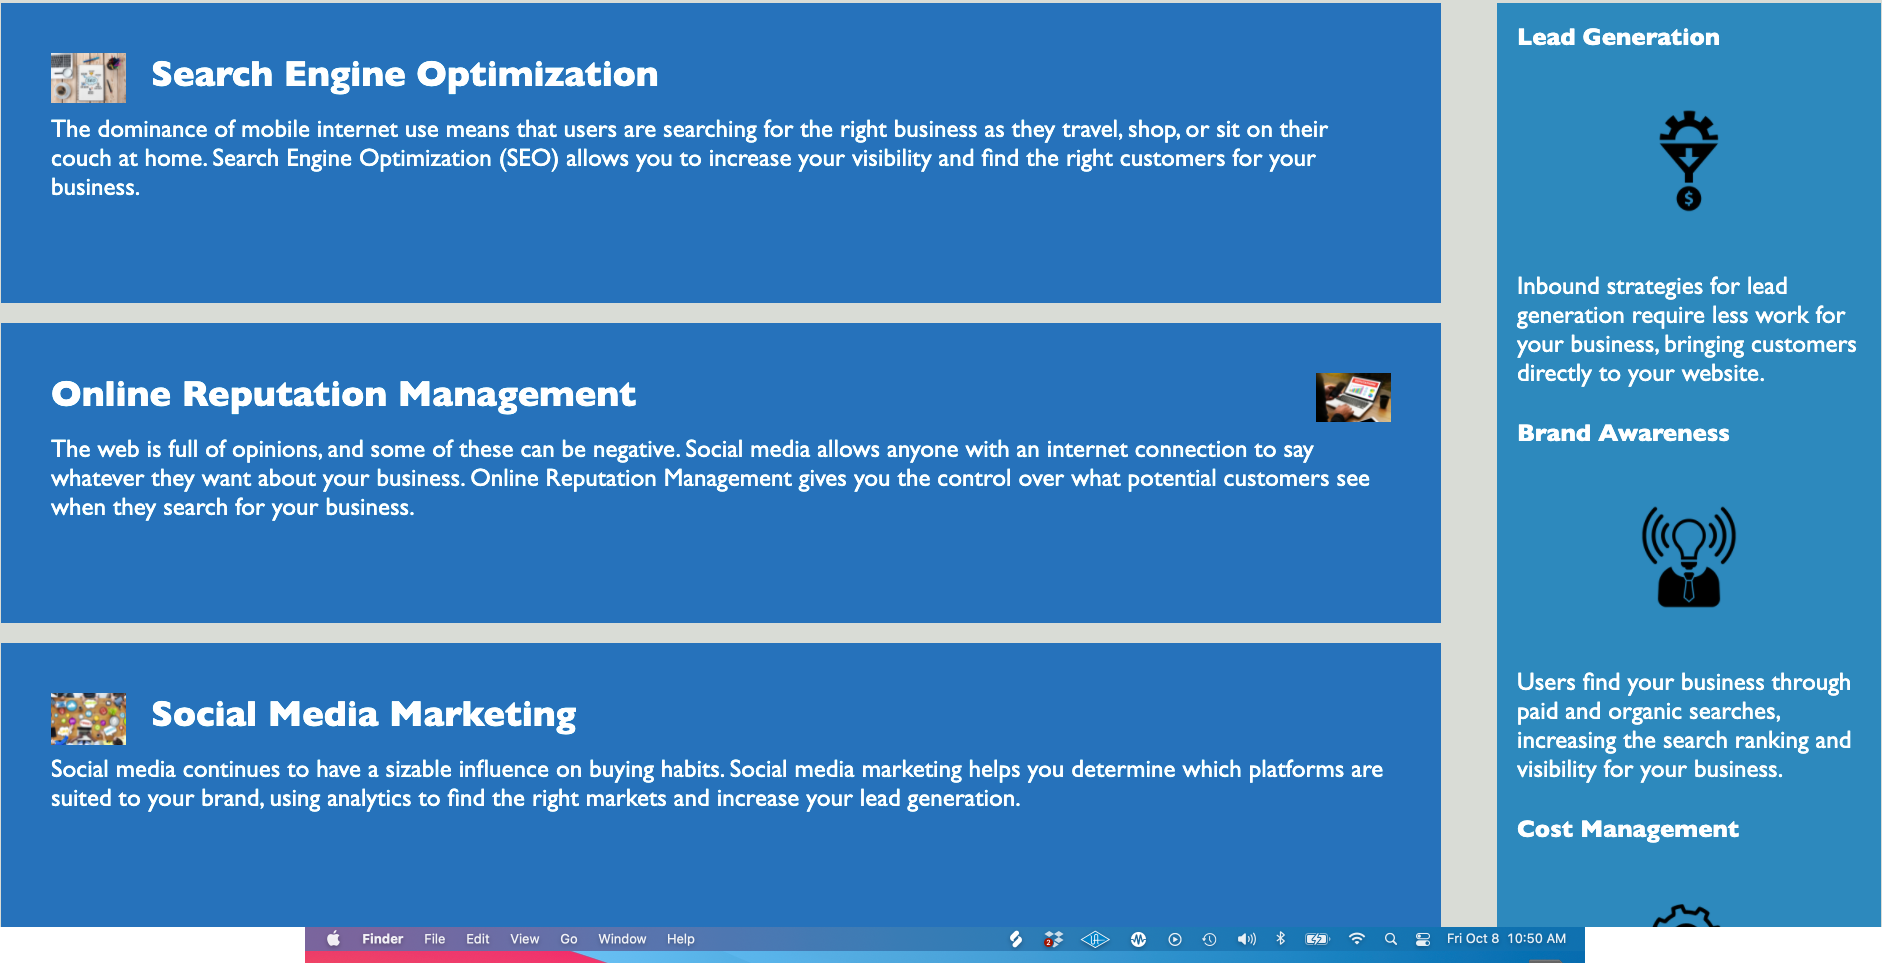 Search Engine Optimization
The dominance of mobile internet use means that users are searching for the right business as they travel, shop, or sit on their
couch at home. Search Engine Optimization (SEO) allows you to increase your visibility and find the right customers for your
business.
Online Reputation Management
The web is full of opinions, and some of these can be negative. Social media allows anyone with an internet connection to say
whatever they want about your business. Online Reputation Management gives you the control over what potential customers see
when they search for your business.
Social Media Marketing
Social media continues to have a sizable influence on buying habits. Social media marketing helps you determine which platforms are
suited to your brand, using analytics to find the right markets and increase your lead generation.
Lead Generation
$
Inbound strategies for lead
generation require less work for
your business, bringing customers
directly to your website.
Brand Awareness
Users find your business through
paid and organic searches,
increasing the search ranking and
visibility for your business.
Cost Management
Finder File Edit View Go Window Help 2 Fri Oct 8 10:50 AM